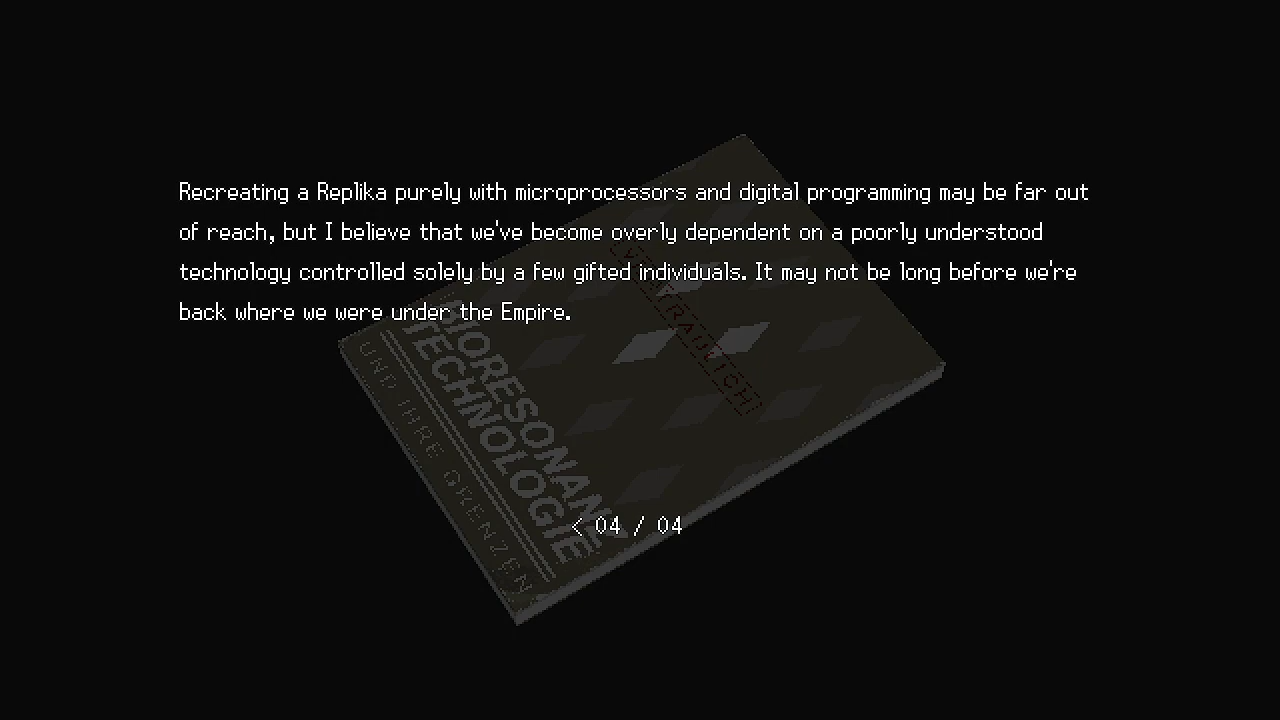 Recreating a Replika purely with microprocessors and digital programming may be far out
of reach, but I believe that we've become overly dependent on a poorly understood
technology controlled solely by a few gifted individuals. It may not be long before we're
back where we were under the Empire.
BIORESONANZ
TECHNOLOGIE
UND IHRE GRENZEN
VERTRAULICH
< 04 / 04